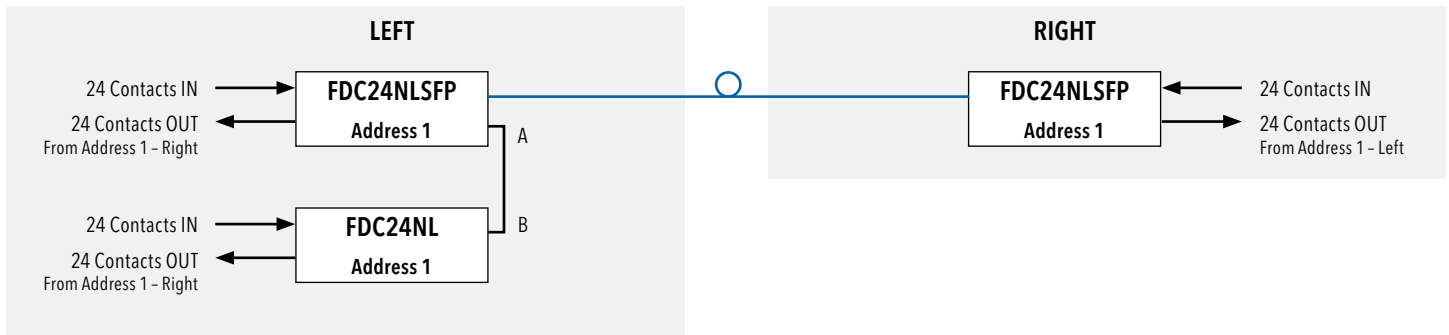 LEFT
24 Contacts IN
24 Contacts OUT
From Address 1 – Right
FDC24NLSFP
Address 1
A
24 Contacts IN
24 Contacts OUT
From Address 1 – Right
FDC24NL
Address 1
B
RIGHT
FDC24NLSFP
Address 1
24 Contacts IN
24 Contacts OUT
From Address 1 – Left